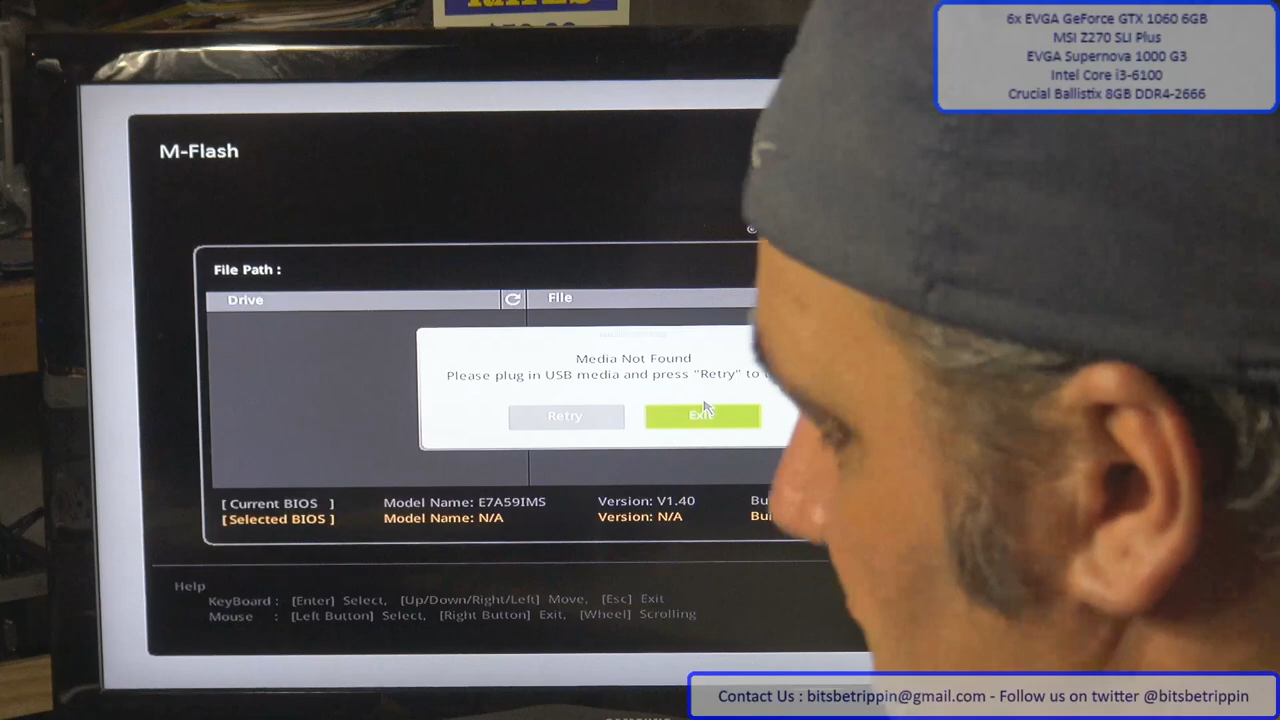 6x EVGA GeForce GTX 1060 6GB
MSI Z270 SLI Plus
EVGA Supernova 1000 G3
Intel Core i3-6100
Crucial Ballistix 8GB DDR4-2666
M-Flash
File Path :
Drive
File
Media Not Found
Please plug in USB media and press "Retry" to
Retry
Exit
[ Current BIOS ] Model Name: E7A59IMS Version: V1.40
[Selected BIOS ] Model Name: N/A Version: N/A
Help
KeyBoard : [Enter] Select, [Up/Down/Right/Left] Move, [Esc] Exit
Mouse : [Left Button] Select, [Right Button] Exit, [Wheel] Scrolling
Contact Us : bitsbetrippin@gmail.com - Follow us on twitter @bitsbetrippin